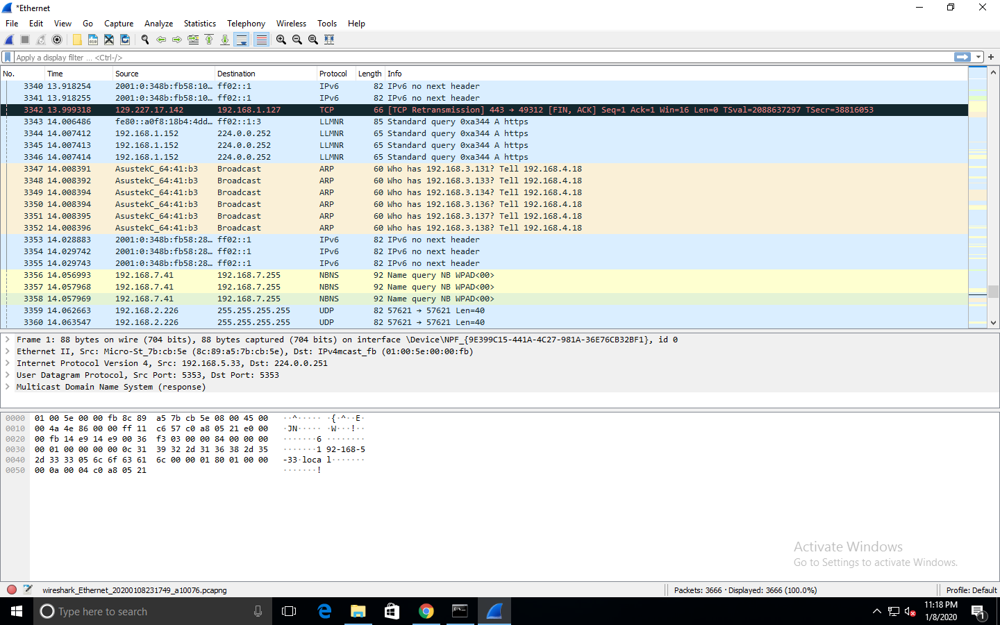 *Ethernet
File Edit View Go Capture Analyze Statistics Telephony Wireless Tools Help
Apply a display filter ... <Ctrl-/>
No. Time Source Destination Protocol Length Info
3340 13.918254 2001:0:348b:fb58:10… ff02::1 IPv6 82 IPv6 no next header
3341 13.918255 2001:0:348b:fb58:10… ff02::1 IPv6 82 IPv6 no next header
3342 13.999318 129.227.17.142 192.168.1.127 TCP 66 [TCP Retransmission] 443 → 49312 [FIN, ACK] Seq=1 Ack=1 Win=16 Len=0 TSval=2088637297 TSecr=38816053
3343 14.006486 fe80::a0f8:18b4:4dd… ff02::1:3 LLMNR 85 Standard query 0xa344 A https
3344 14.007412 192.168.1.152 224.0.0.252 LLMNR 65 Standard query 0xa344 A https
3345 14.007413 192.168.1.152 224.0.0.252 LLMNR 65 Standard query 0xa344 A https
3346 14.007414 192.168.1.152 224.0.0.252 LLMNR 65 Standard query 0xa344 A https
3347 14.008391 AsustekC_64:41:b3 Broadcast ARP 60 Who has 192.168.3.131? Tell 192.168.4.18
3348 14.008392 AsustekC_64:41:b3 Broadcast ARP 60 Who has 192.168.3.133? Tell 192.168.4.18
3349 14.008394 AsustekC_64:41:b3 Broadcast ARP 60 Who has 192.168.3.134? Tell 192.168.4.18
3350 14.008394 AsustekC_64:41:b3 Broadcast ARP 60 Who has 192.168.3.136? Tell 192.168.4.18
3351 14.008395 AsustekC_64:41:b3 Broadcast ARP 60 Who has 192.168.3.137? Tell 192.168.4.18
3352 14.008396 AsustekC_64:41:b3 Broadcast ARP 60 Who has 192.168.3.138? Tell 192.168.4.18
3353 14.028883 2001:0:348b:fb58:28… ff02::1 IPv6 82 IPv6 no next header
3354 14.029742 2001:0:348b:fb58:28… ff02::1 IPv6 82 IPv6 no next header
3355 14.029743 2001:0:348b:fb58:28… ff02::1 IPv6 82 IPv6 no next header
3356 14.056993 192.168.7.41 192.168.7.255 NBNS 92 Name query NB WPAD<00>
3357 14.057968 192.168.7.41 192.168.7.255 NBNS 92 Name query NB WPAD<00>
3358 14.057969 192.168.7.41 192.168.7.255 NBNS 92 Name query NB WPAD<00>
3359 14.062663 192.168.2.226 255.255.255.255 UDP 82 57621 → 57621 Len=40
3360 14.063547 192.168.2.226 255.255.255.255 UDP 82 57621 → 57621 Len=40
Frame 1: 88 bytes on wire (704 bits), 88 bytes captured (704 bits) on interface \Device\NPF_{9E399C15-441A-4C27-981A-36E76CB32BF1}, id 0
Ethernet II, Src: Micro-St_7b:cb:5e (8c:89:a5:7b:cb:5e), Dst: IPv4mcast_fb (01:00:5e:00:00:fb)
Internet Protocol Version 4, Src: 192.168.5.33, Dst: 224.0.0.251
User Datagram Protocol, Src Port: 5353, Dst Port: 5353
Multicast Domain Name System (response)
0000 01 00 5e 00 00 fb 8c 89 a5 7b cb 5e 08 00 45 00 ··^····· ·{·^··E·
0010 00 4a 4e 86 00 00 ff 11 c6 57 c0 a8 05 21 e0 00 ·JN····· ·W···!··
0020 00 fb 14 e9 14 e9 00 36 f3 03 00 00 84 00 00 00 ·······6 ········
0030 00 01 00 00 00 00 0c 31 39 32 2d 31 36 38 2d 35 ·······1 92-168-5
0040 2d 33 33 05 6c 6f 63 61 6c 00 00 01 80 01 00 00 -33·loca l·······
0050 00 0a 00 04 c0 a8 05 21 ·······!
Activate Windows
Go to Settings to activate Windows.
wireshark_Ethernet_20200108231749_a10076.pcapng Packets: 3666 · Displayed: 3666 (100.0%) Profile: Default
Type here to search
11:18 PM
1/8/2020
1